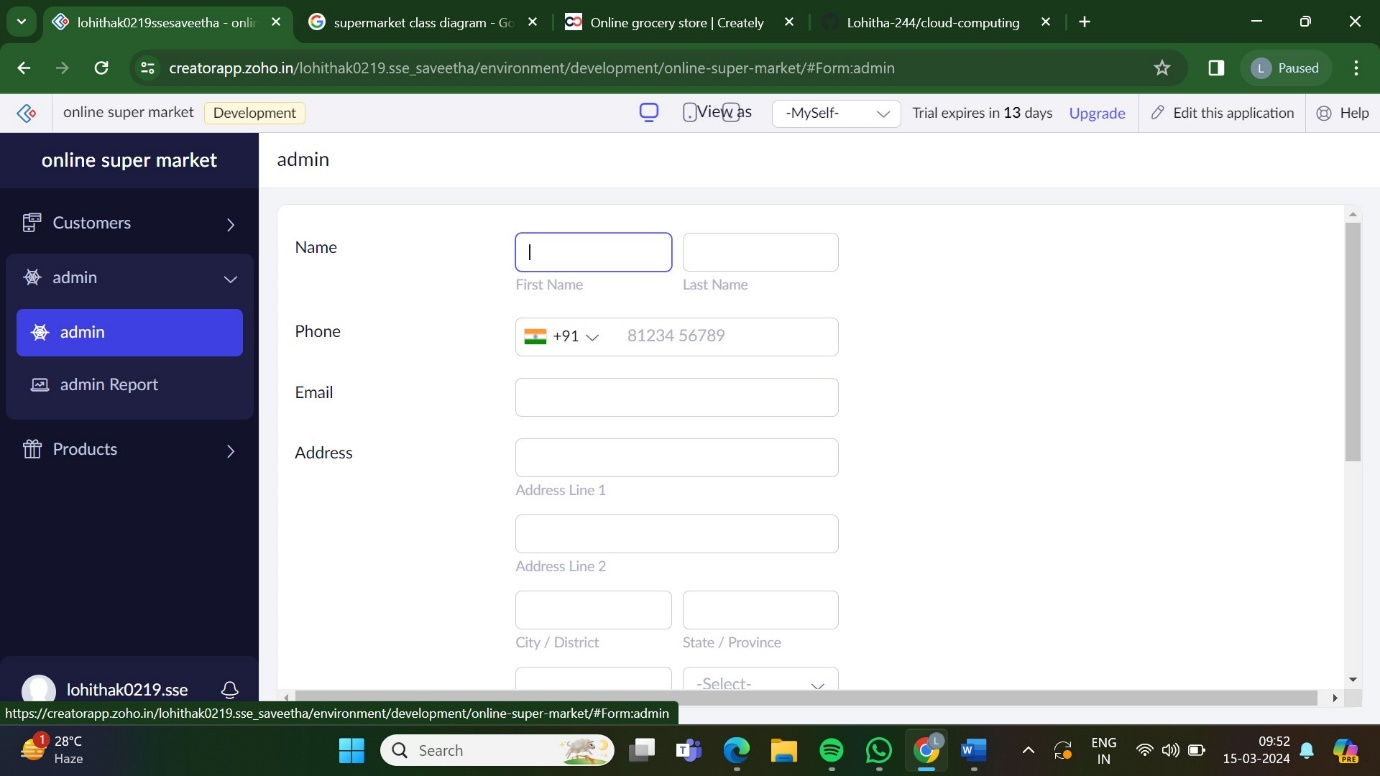 lohithak0219ssesaveetha - onlin
supermarket class diagram - Go
Online grocery store | Creately
Lohitha-244/cloud-computing
creatorapp.zoho.in/lohithak0219.sse_saveetha/environment/development/online-super-market/#Form:admin
L Paused
online super market Development View as -MySelf- Trial expires in 13 days Upgrade Edit this application Help
online super market
admin
Customers
admin
admin
admin Report
Products
lohithak0219.sse
Name
First Name Last Name
Phone +91 81234 56789
Email
Address
Address Line 1
Address Line 2
City / District State / Province
-Select-
https://creatorapp.zoho.in/lohithak0219.sse_saveetha/environment/development/online-super-market/#Form:admin
1
28°C
Haze
Search
L
ENG
IN
09:52
15-03-2024
PRE